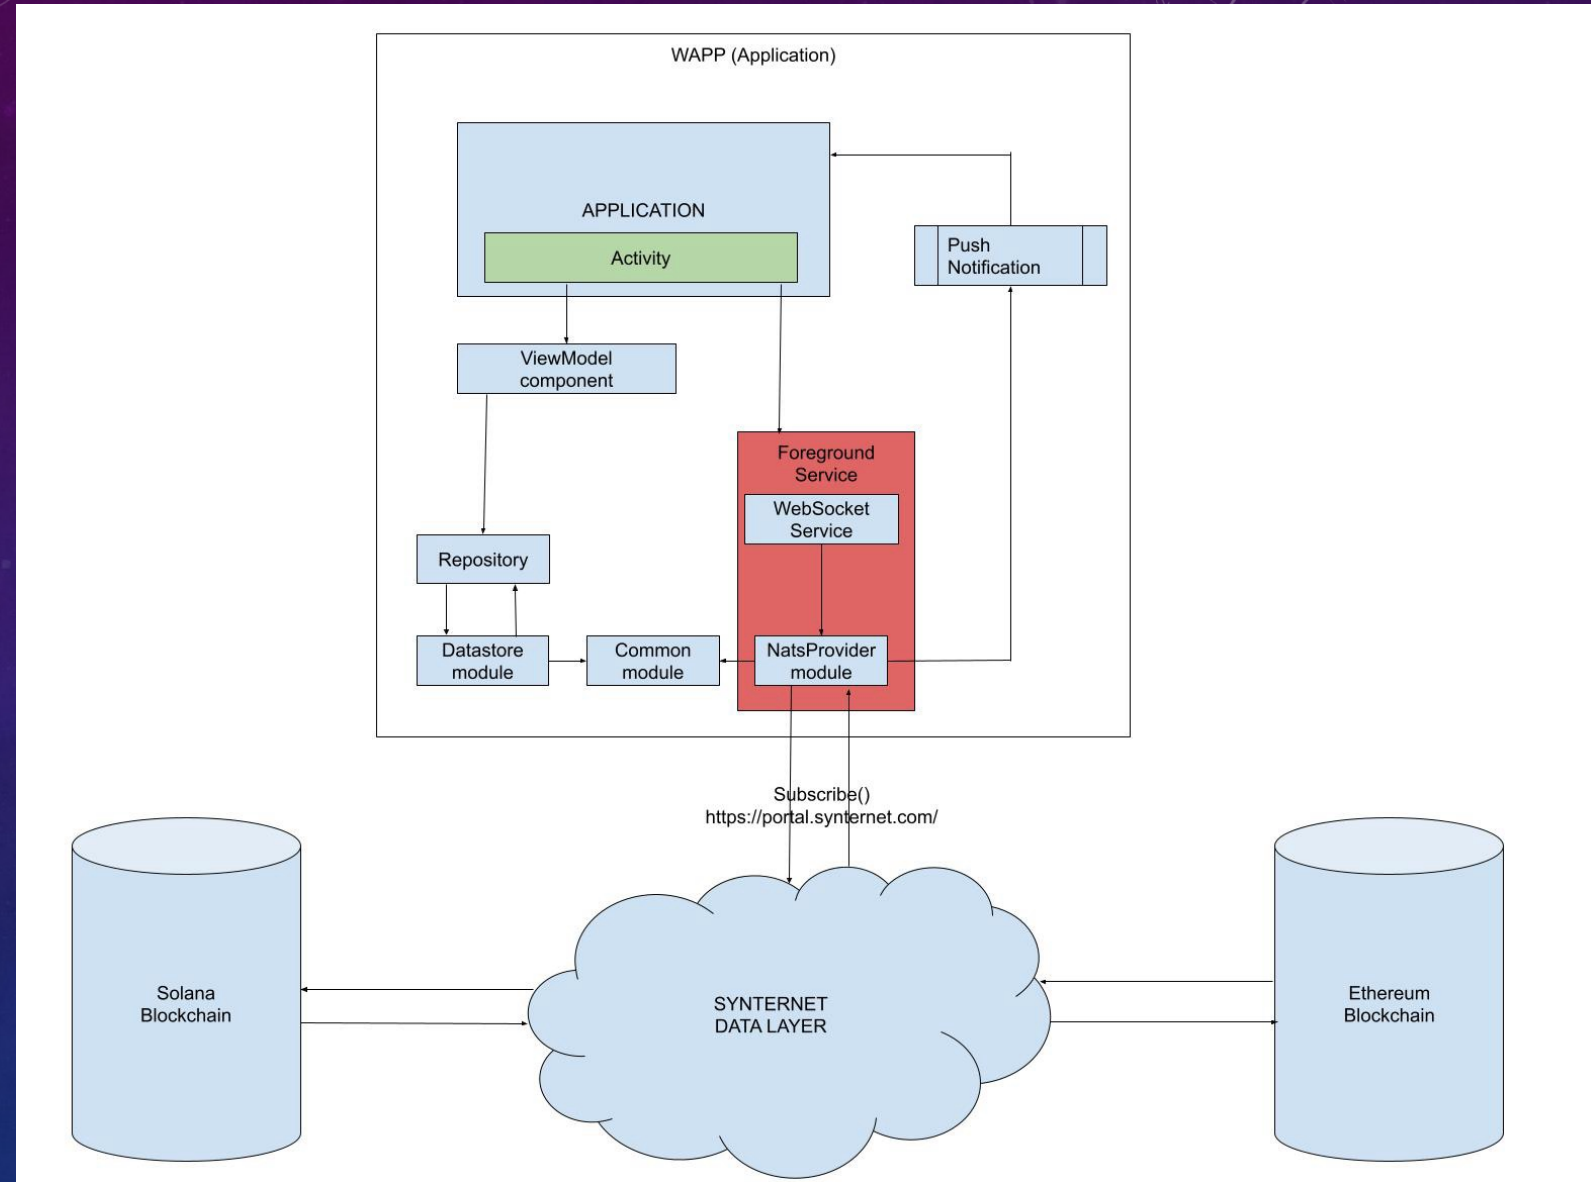 WAPP (Application)
APPLICATION
Activity
Push
Notification
ViewModel
component
Foreground
Service
WebSocket
Service
Repository
Datastore
module
Common
module
NatsProvider
module
Subscribe()
https://portal.synternet.com/
Solana
Blockchain
SYNTERNET
DATA LAYER
Ethereum
Blockchain